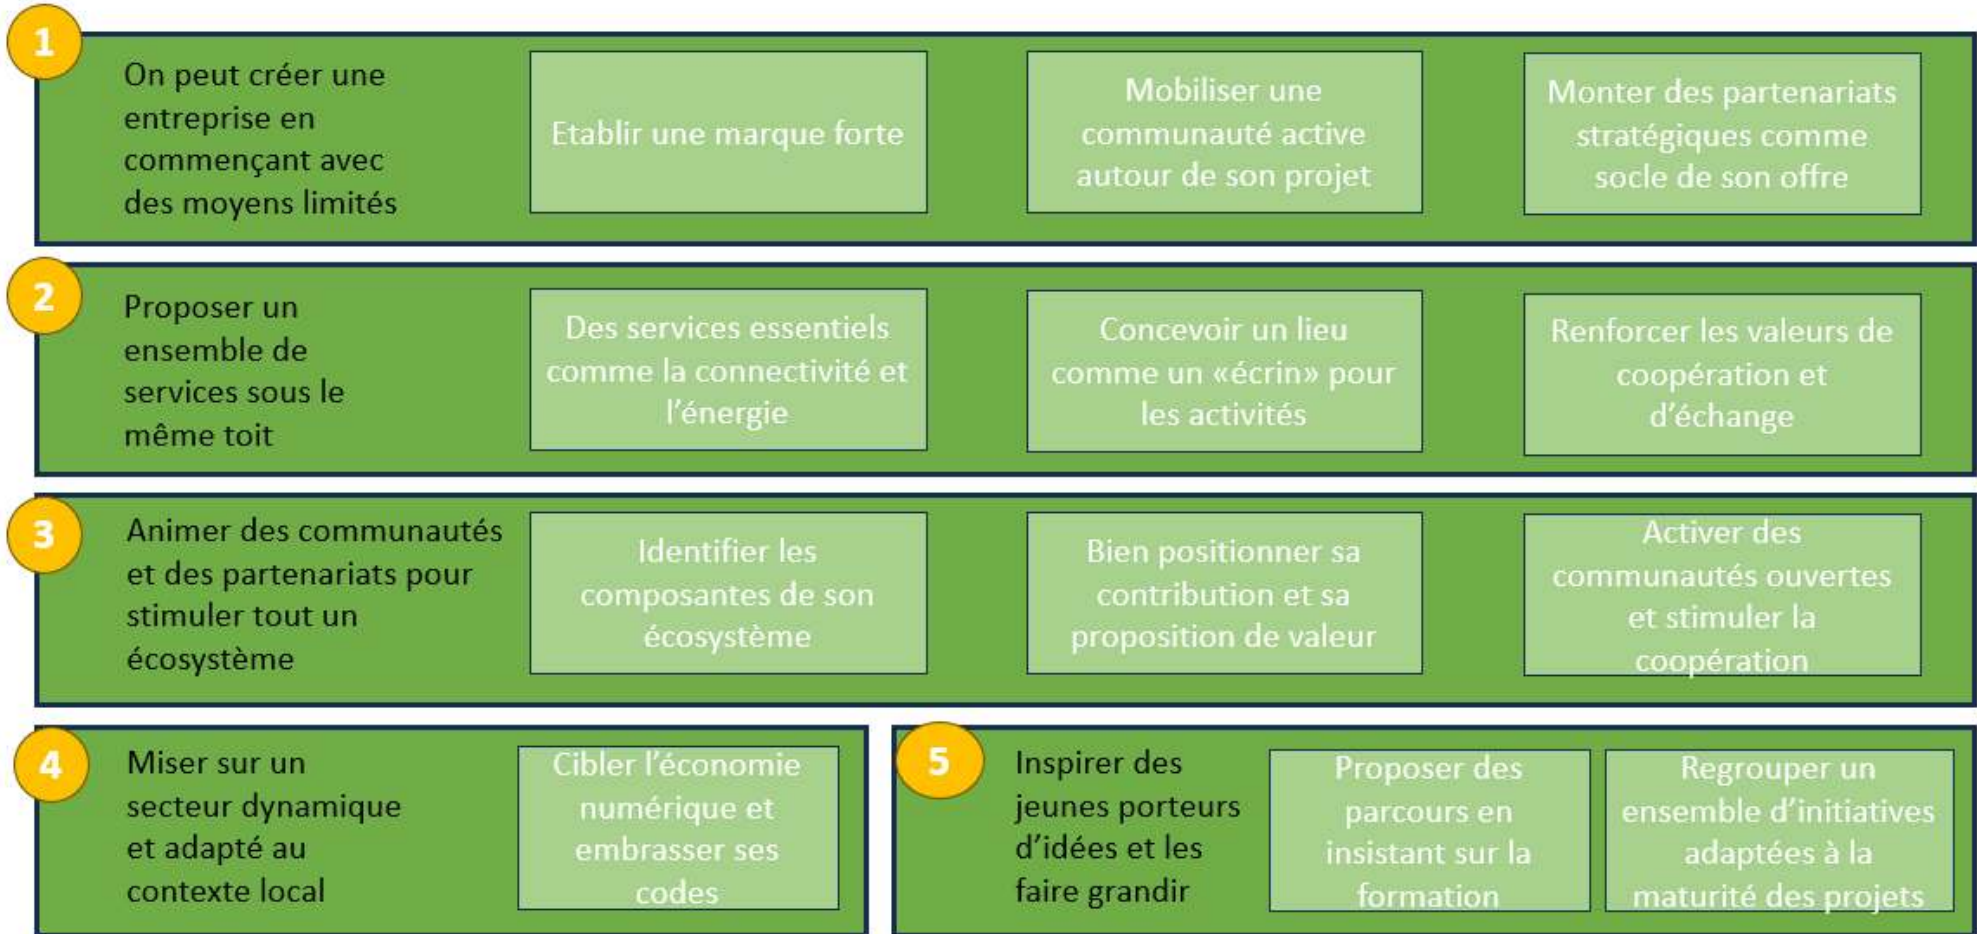 1
On peut créer une
entreprise en
commençant avec
des moyens limités
Etablir une marque forte
Mobiliser une
communauté active
autour de son projet
Monter des partenariats
stratégiques comme
socle de son offre
2
Proposer un
ensemble de
services sous le
même toit
Des services essentiels
comme la connectivité et
l’énergie
Concevoir un lieu
comme un «écrin» pour
les activités
Renforcer les valeurs de
coopération et
d’échange
3
Animer des communautés
et des partenariats pour
stimuler tout un
écosystème
Identifier les
composantes de son
écosystème
Bien positionner sa
contribution et sa
proposition de valeur
Activer des
communautés ouvertes
et stimuler la
coopération
4
Miser sur un
secteur dynamique
et adapté au
contexte local
Cibler l’économie
numérique et
embrasser ses
codes
5
Inspirer des
jeunes porteurs
d’idées et les
faire grandir
Proposer des
parcours en
insistant sur la
formation
Regrouper un
ensemble d’initiatives
adaptées à la
maturité des projets